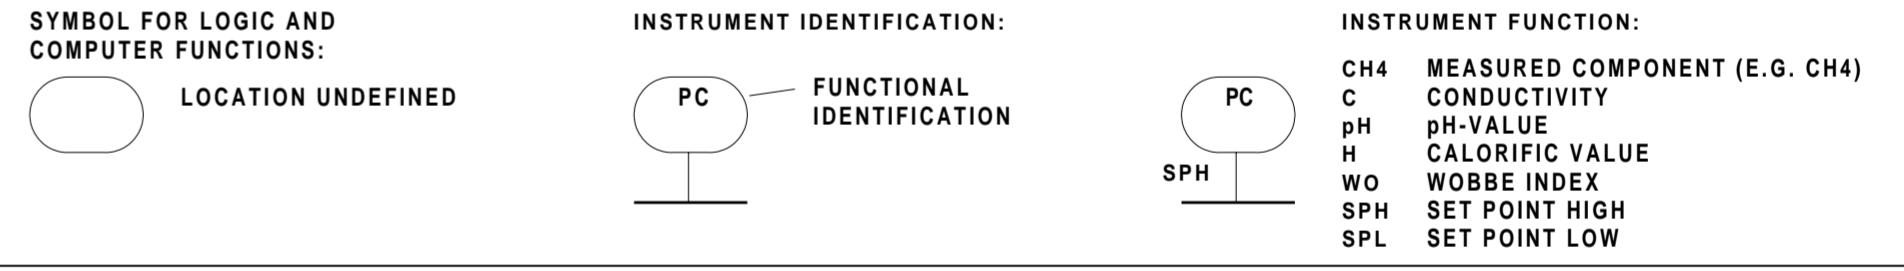 SYMBOL FOR LOGIC AND
COMPUTER FUNCTIONS:
LOCATION UNDEFINED
INSTRUMENT IDENTIFICATION:
PC
FUNCTIONAL
IDENTIFICATION
PC
SPH
INSTRUMENT FUNCTION:
CH4 MEASURED COMPONENT (E.G. CH4)
C CONDUCTIVITY
pH pH-VALUE
H CALORIFIC VALUE
WO WOBBE INDEX
SPH SET POINT HIGH
SPL SET POINT LOW